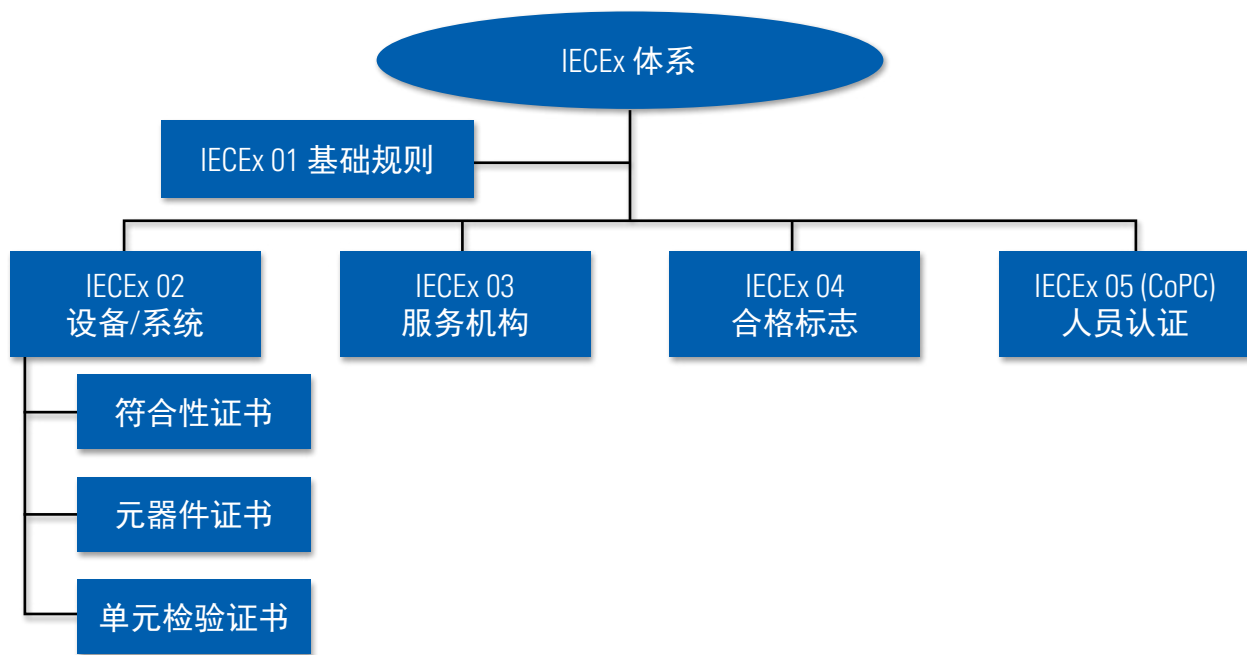 IECEx 体系
IECEx 01 基础规则
IECEx 02
设备/系统
IECEx 03
服务机构
IECEx 04
合格标志
IECEx 05 (CoPC)
人员认证
符合性证书
元器件证书
单元检验证书